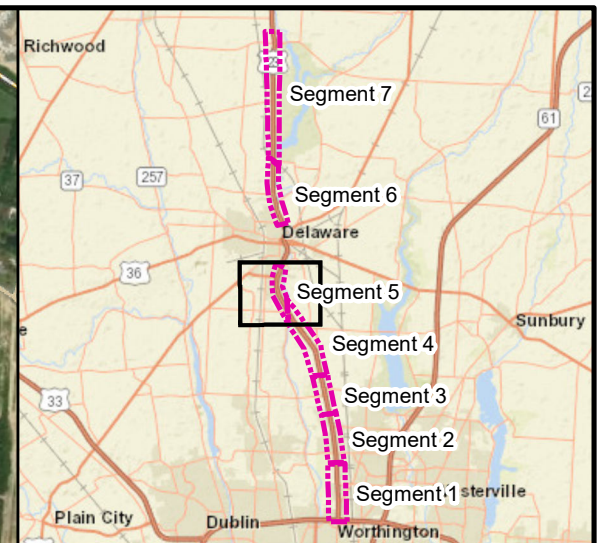 Richwood
23
Segment 7
61
37
257
Segment 6
Delaware
36
Segment 5
Sunbury
Segment 4
33
Segment 3
Segment 2
Segment 1
sterville
Plain City
Dublin
Worthington